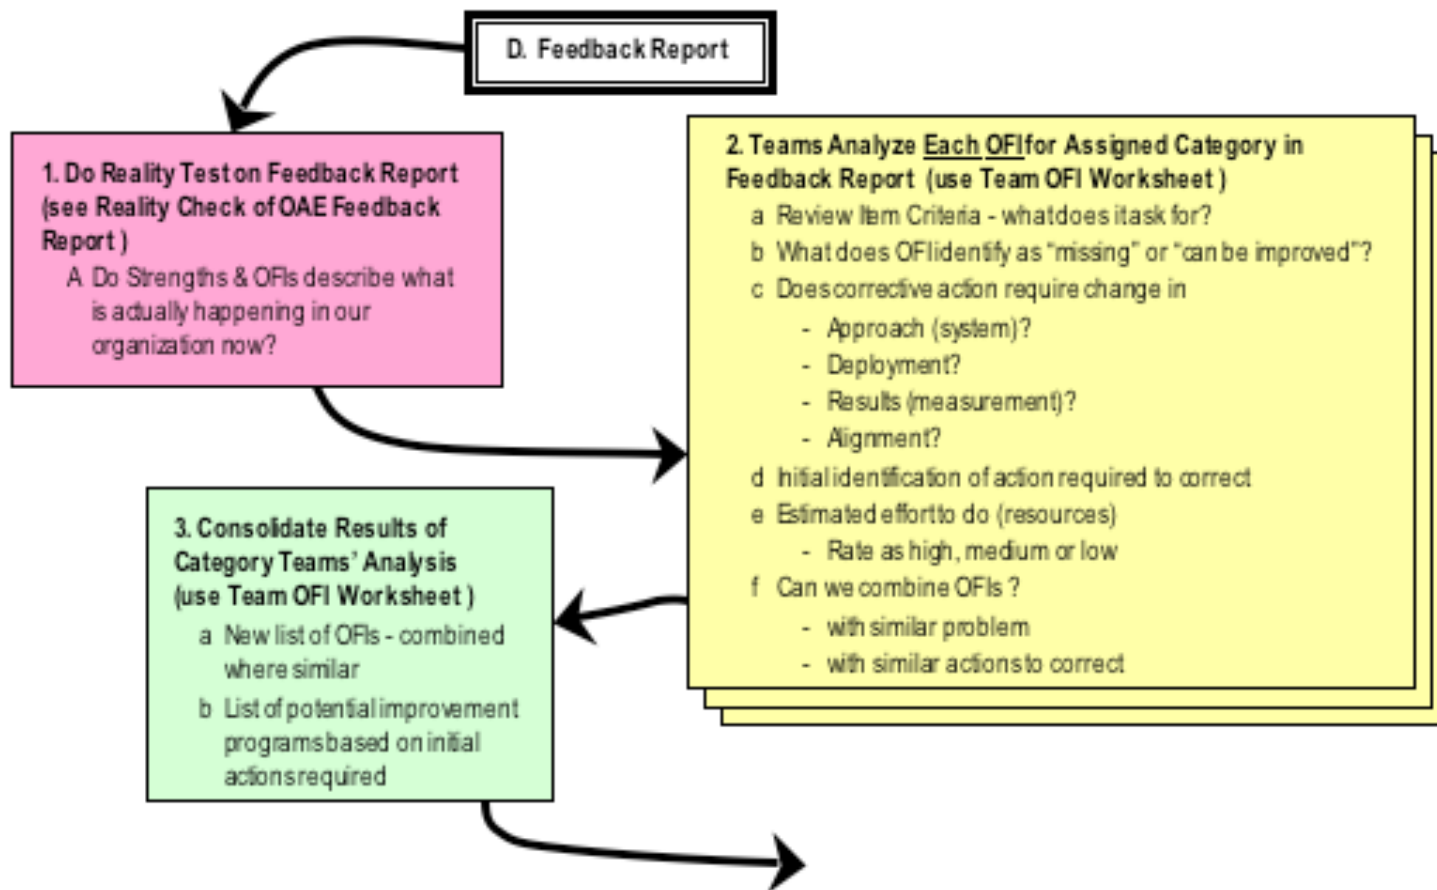 D. Feedback Report
1. Do Reality Test on Feedback Report
(see Reality Check of OAE Feedback
Report )
A Do Strengths & OFIs describe what
is actually happening in our
organization now?
2. Teams Analyze Each OFI for Assigned Category in
Feedback Report (use Team OFI Worksheet )
a Review Item Criteria - what does it ask for?
b What does OFI identify as “missing” or “can be improved”?
c Does corrective action require change in
- Approach (system)?
- Deployment?
- Results (measurement)?
- Alignment?
d Initial identification of action required to correct
e Estimated effort to do (resources)
- Rate as high, medium or low
f Can we combine OFIs ?
- with similar problem
- with similar actions to correct
3. Consolidate Results of
Category Teams’ Analysis
(use Team OFI Worksheet )
a New list of OFIs - combined
where similar
b List of potential improvement
programs based on initial
actions required